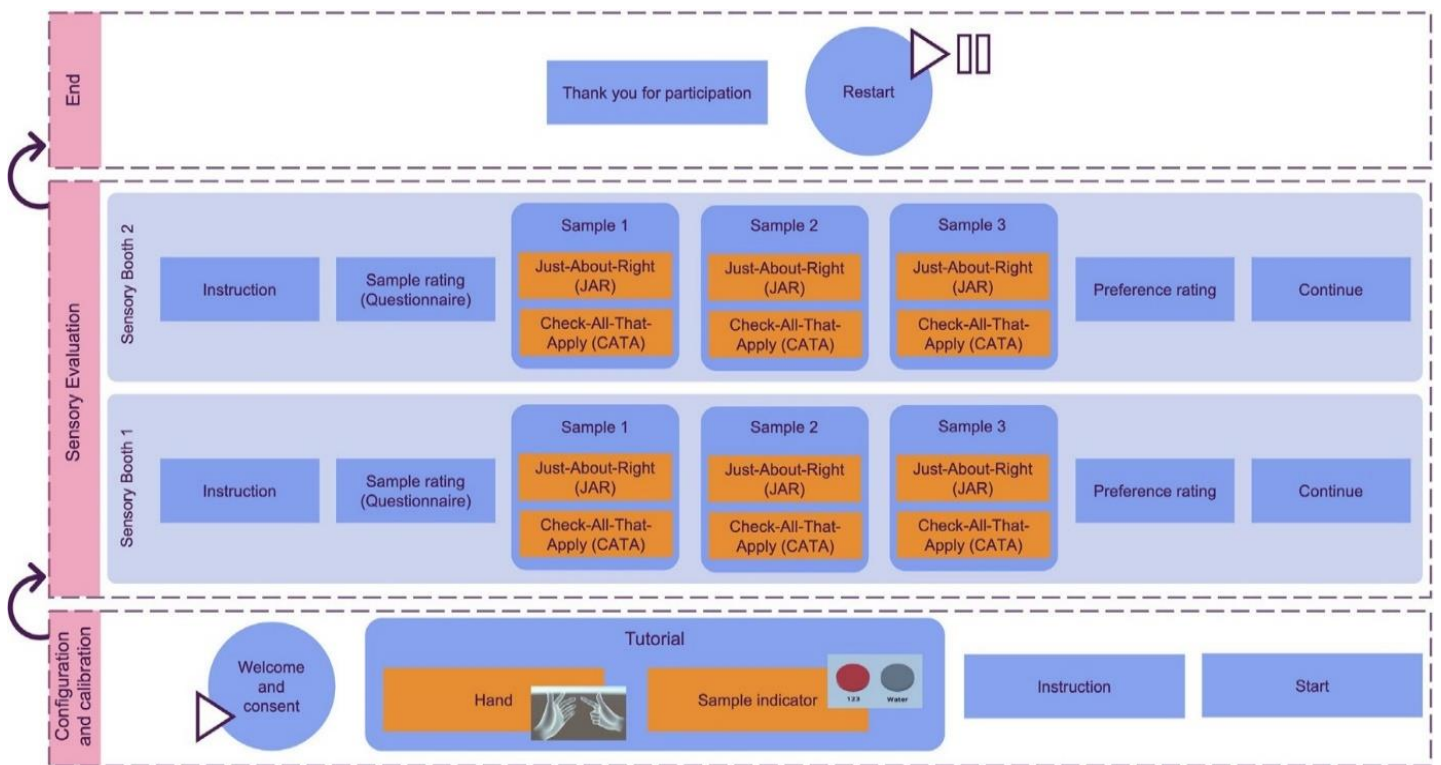 End
Thank you for participation
Restart
Sensory Evaluation
Sensory Booth 2
Instruction
Sample rating
(Questionnaire)
Sample 1
Just-About-Right
(JAR)
Check-All-That-
Apply (CATA)
Sample 2
Just-About-Right
(JAR)
Check-All-That-
Apply (CATA)
Sample 3
Just-About-Right
(JAR)
Check-All-That-
Apply (CATA)
Preference rating
Continue
Sensory Booth 1
Instruction
Sample rating
(Questionnaire)
Sample 1
Just-About-Right
(JAR)
Check-All-That-
Apply (CATA)
Sample 2
Just-About-Right
(JAR)
Check-All-That-
Apply (CATA)
Sample 3
Just-About-Right
(JAR)
Check-All-That-
Apply (CATA)
Preference rating
Continue
Configuration
and calibration
Welcome
and
consent
Tutorial
Hand
Sample indicator
123
Water
Instruction
Start